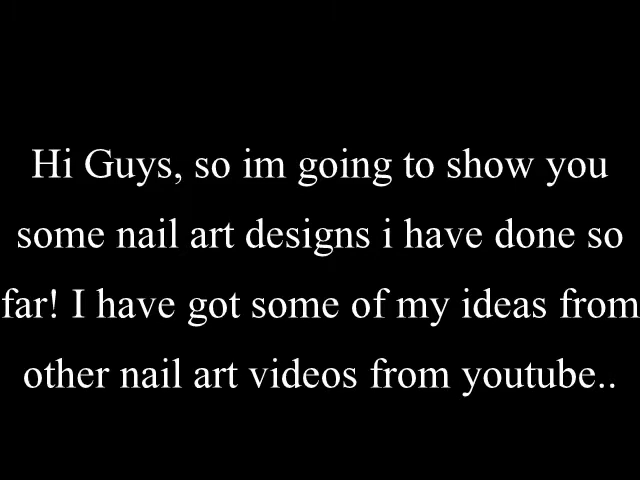 Hi Guys, so im going to show you
some nail art designs i have done so
far! I have got some of my ideas from
other nail art videos from youtube..